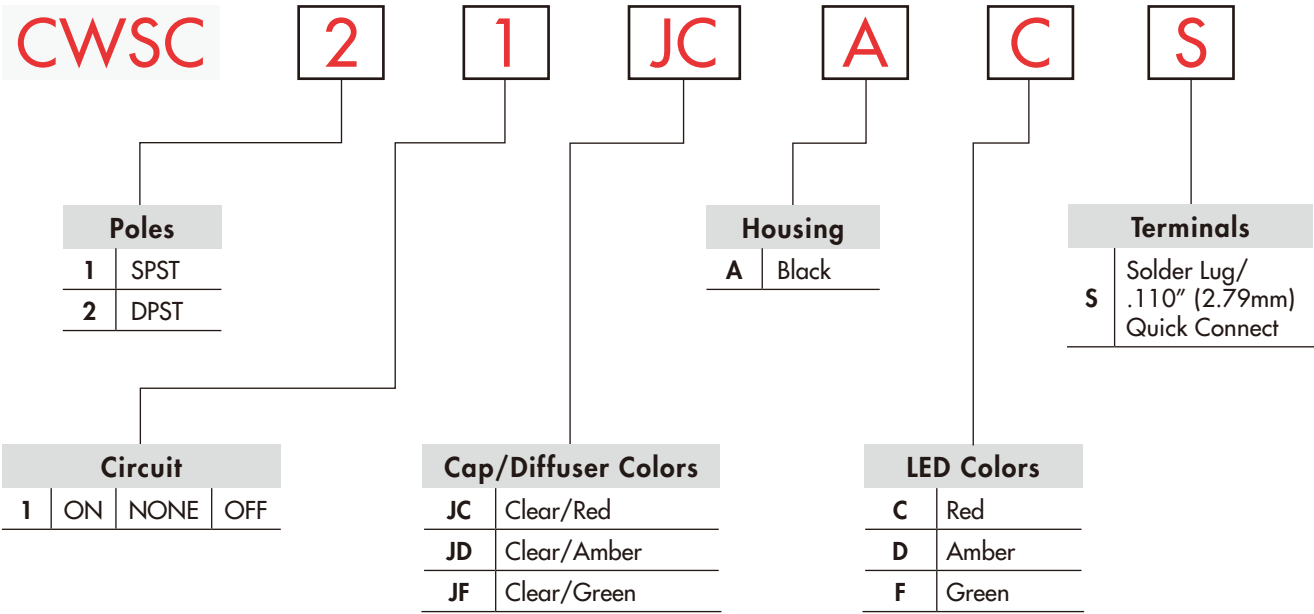 CWSC 2 1 JC A C S
Poles
1 SPST
2 DPST
Housing
A Black
Terminals
S Solder Lug/
.110” (2.79mm)
Quick Connect
Circuit
1 ON NONE OFF
Cap/Diffuser Colors
JC Clear/Red
JD Clear/Amber
JF Clear/Green
LED Colors
C Red
D Amber
F Green